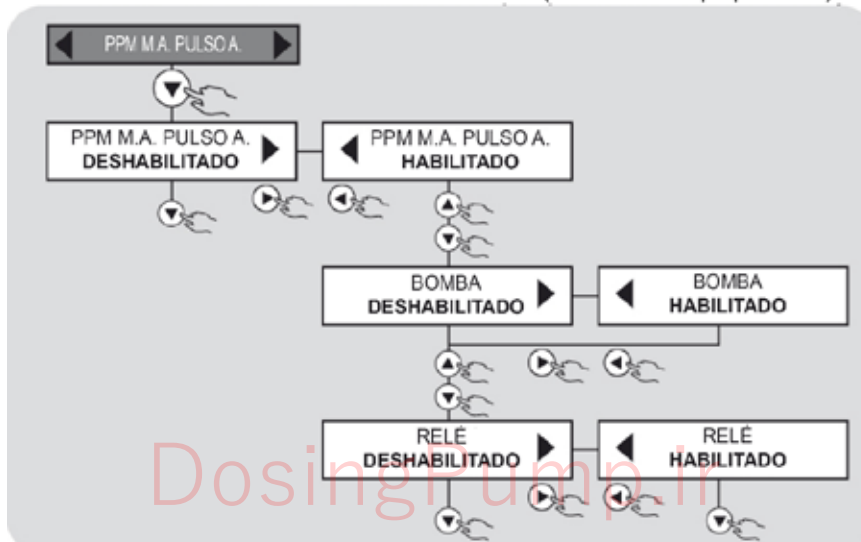 PPM M.A. PULSO A.
PPM M.A. PULSO A.
DESHABILITADO
PPM M.A. PULSO A.
HABILITADO
BOMBA
DESHABILITADO
BOMBA
HABILITADO
RELÉ
DESHABILITADO
RELÉ
HABILITADO
DosingPump.ir